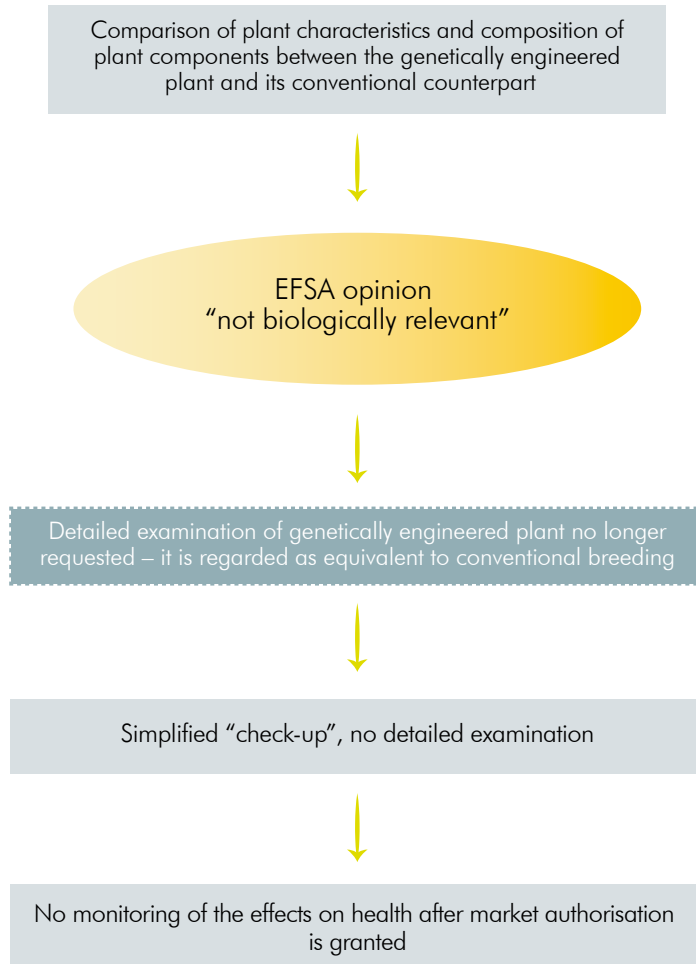 Comparison of plant characteristics and composition of
plant components between the genetically engineered
plant and its conventional counterpart
EFSA opinion
“not biologically relevant”
Detailed examination of genetically engineered plant no longer
requested – it is regarded as equivalent to conventional breeding
Simplified “check-up”, no detailed examination
No monitoring of the effects on health after market authorisation
is granted